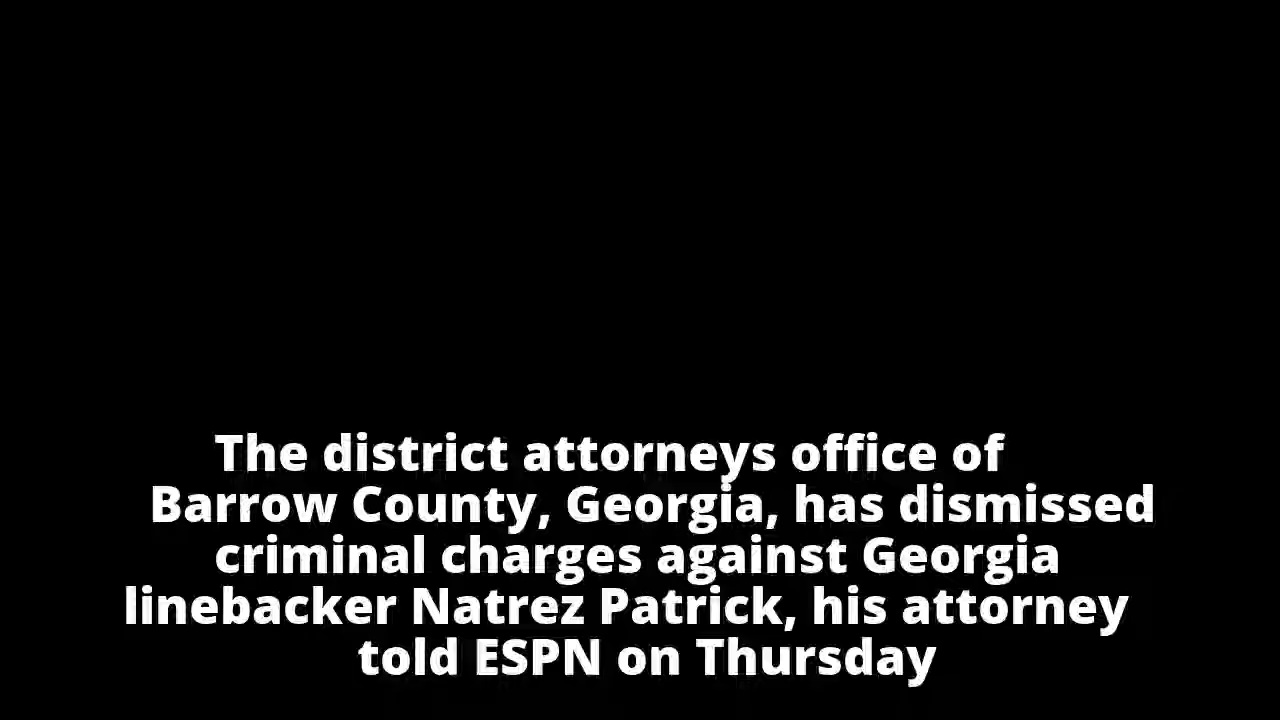 The district attorneys office of
Barrow County, Georgia, has dismissed
criminal charges against Georgia
linebacker Natrez Patrick, his attorney
told ESPN on Thursday